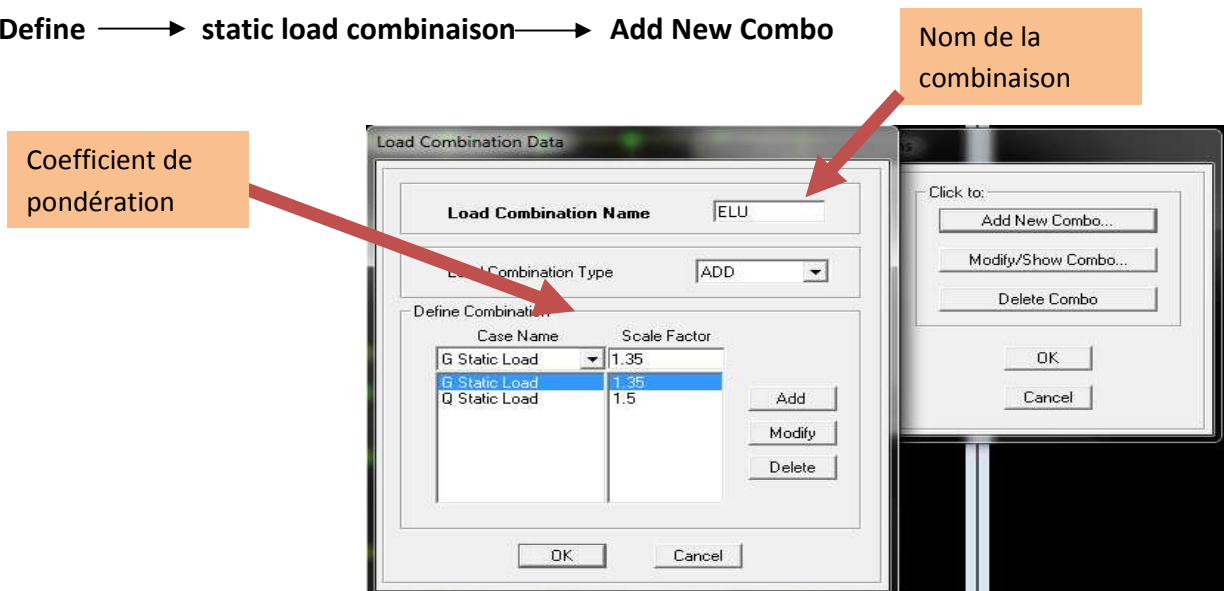 Define static load combinaison Add New Combo
Nom de la
combinaison
Coefficient de
pondération
Load Combination Data
ns
Load Combination Name ELU
Combination Type ADD
Define Combination
Case Name Scale Factor
G Static Load 1.35
G Static Load 1.35
Q Static Load 1.5
Add
Modify
Delete
OK Cancel
Click to:
Add New Combo...
Modify/Show Combo...
Delete Combo
OK
Cancel